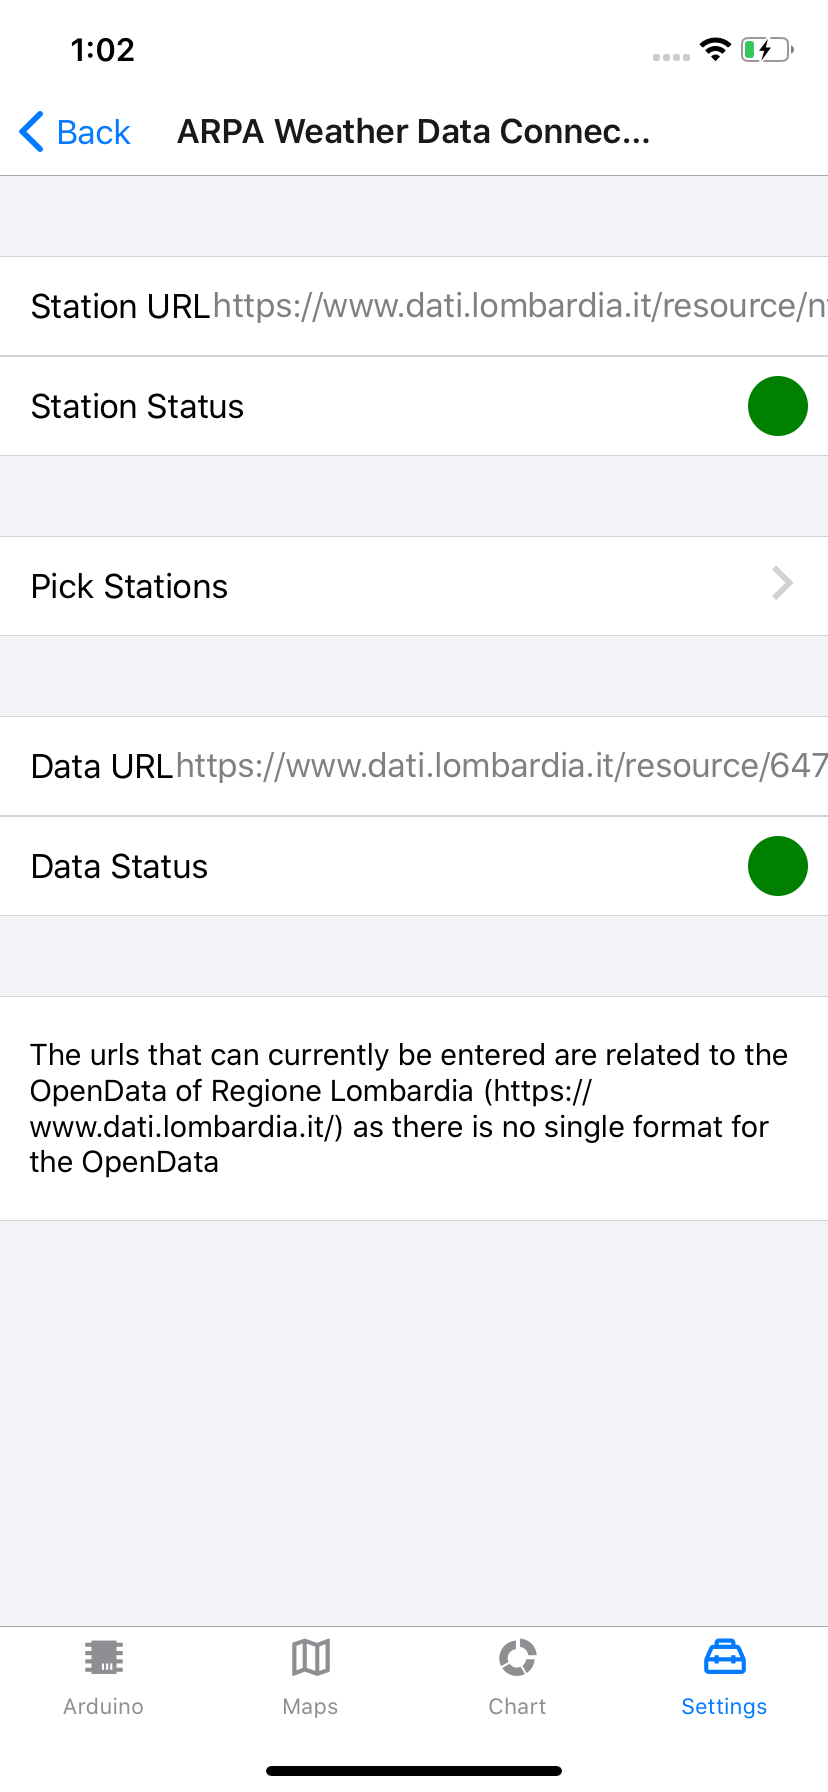 1:02
Back ARPA Weather Data Connec...
Station URL https://www.dati.lombardia.it/resource/n
Station Status
Pick Stations
Data URL https://www.dati.lombardia.it/resource/647
Data Status
The urls that can currently be entered are related to the
OpenData of Regione Lombardia (https://
www.dati.lombardia.it/) as there is no single format for
the OpenData
Arduino Maps Chart Settings